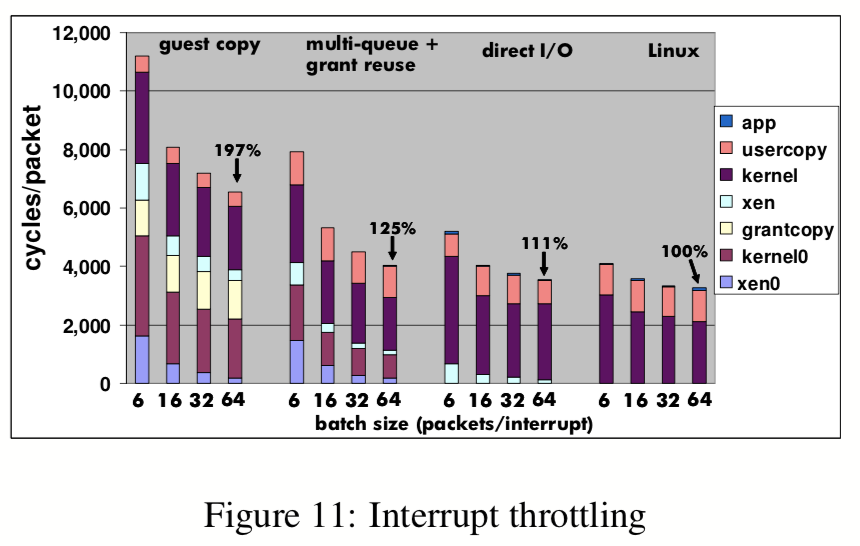 12,000
10,000
8,000
6,000
4,000
2,000
0
cycles/packet
guest copy
multi-queue +
grant reuse
direct I/O
Linux
197%
125%
111%
100%
6 16 32 64 6 16 32 64 6 16 32 64 6 16 32 64
batch size (packets/interrupt)
app
usercopy
kernel
xen
grantcopy
kernel0
xen0
Figure 11: Interrupt throttling